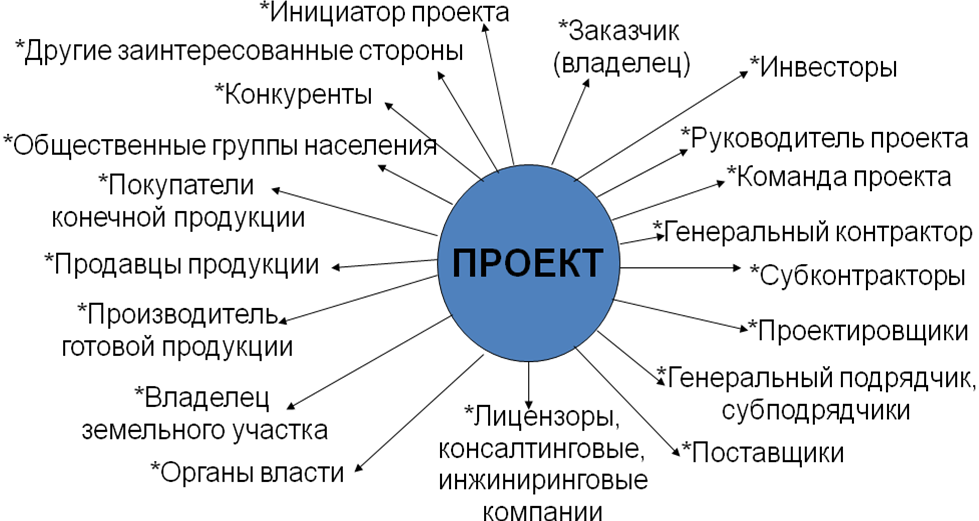 *Инициатор проекта
*Заказчик
(владелец)
*Другие заинтересованные стороны
*Инвесторы
*Конкуренты
*Руководитель проекта
*Общественные группы населения
*Команда проекта
*Покупатели
конечной продукции
*Генеральный контрактор
ПРОЕКТ
*Продавцы продукции
*Субконтракторы
*Производитель
готовой продукции
*Проектировщики
*Генеральный подрядчик,
субподрядчики
*Владелец
земельного участка
*Лицензоры,
консалтинговые,
инжиниринговые
компании
*Поставщики
*Органы власти